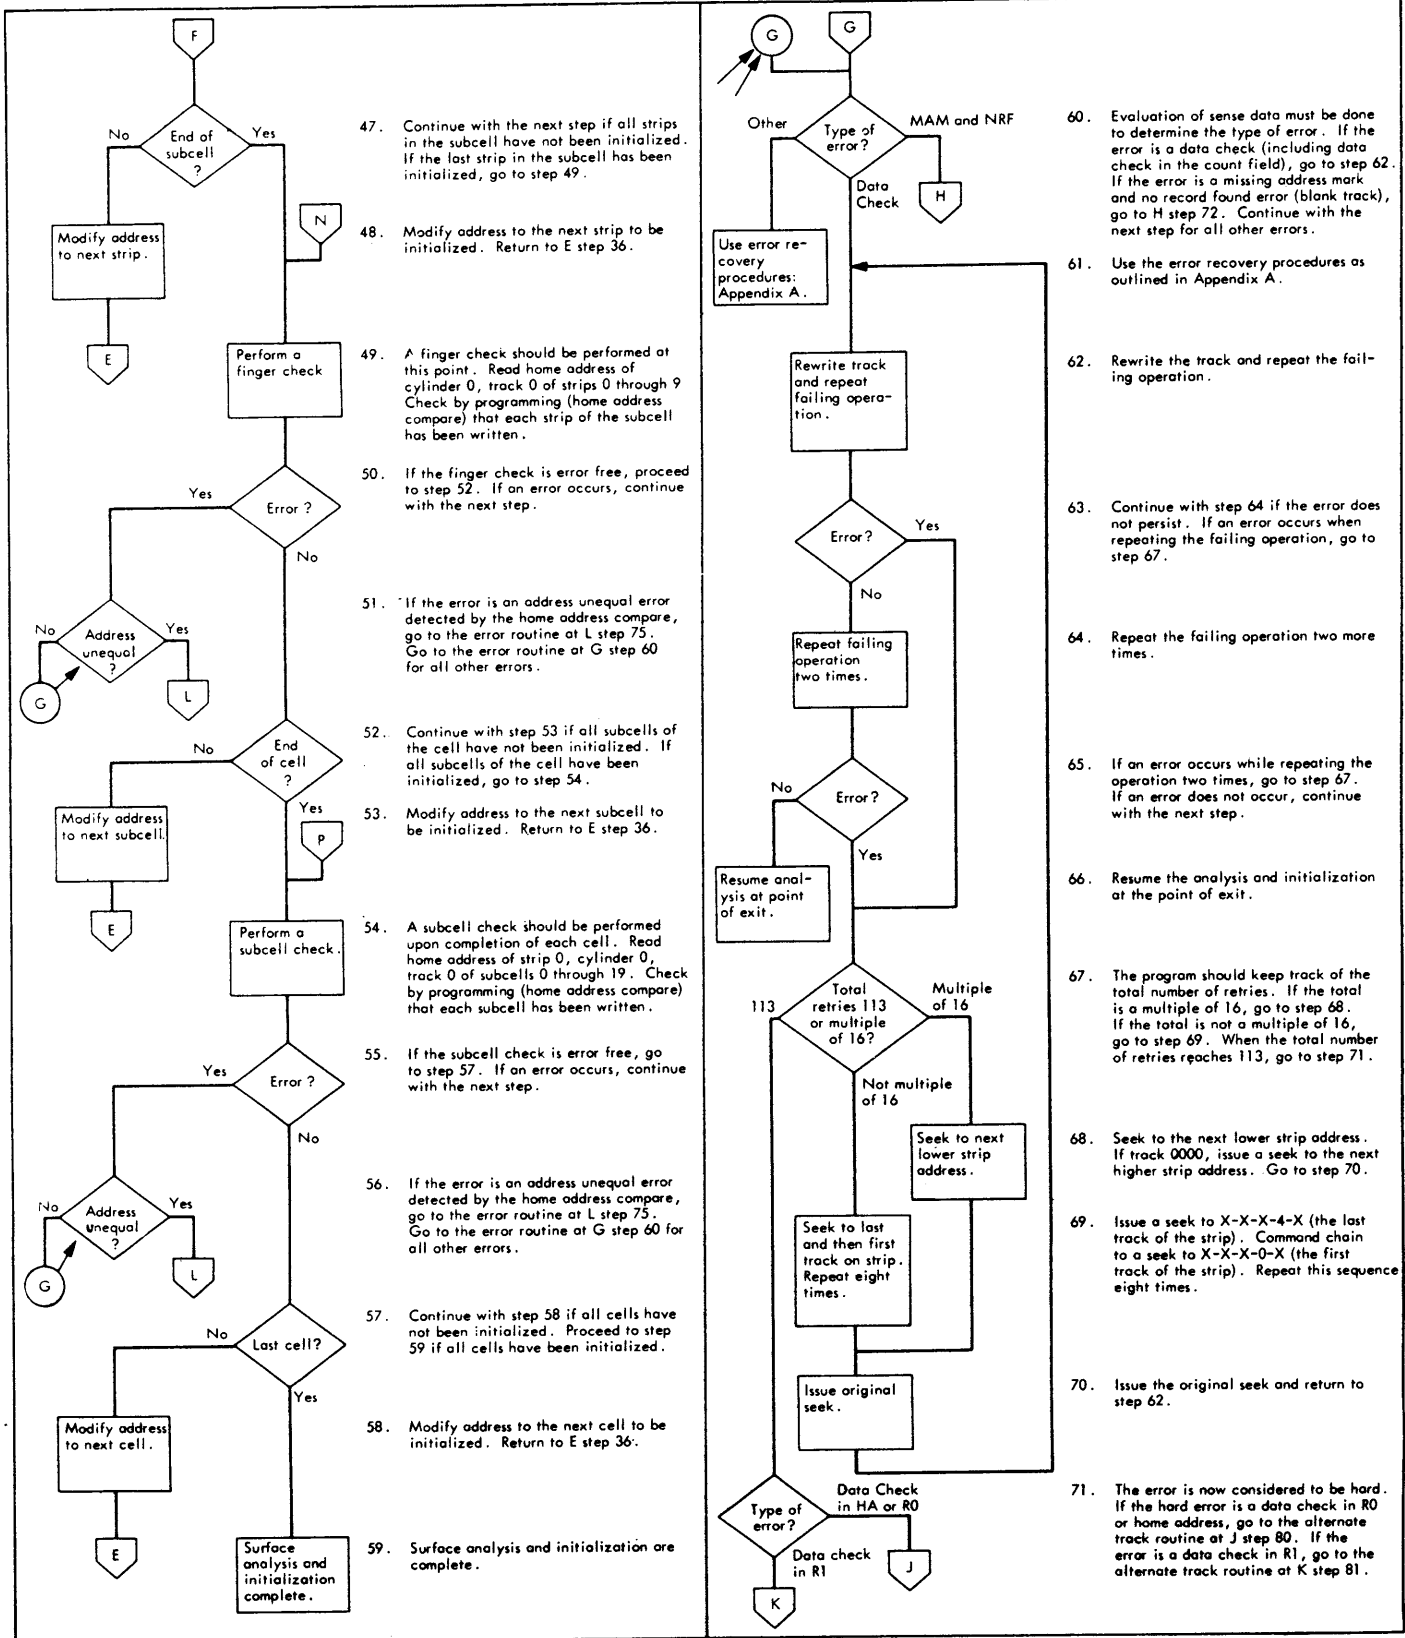 F
End of
subcell
?
No
Yes
Modify address
to next strip.
E
N
Perform a
finger check
Error ?
Yes
No
Address
unequal
?
No
Yes
G
L
End
of cell
?
No
Yes
Modify address
to next subcell.
E
P
Perform a
subcell check.
Error ?
Yes
No
Address
unequal
?
No
Yes
G
L
Last cell?
No
Yes
Modify address
to next cell.
E
Surface
analysis and
initialization
complete.
47. Continue with the next step if all strips
in the subcell have not been initialized.
If the last strip in the subcell has been
initialized, go to step 49.
48. Modify address to the next strip to be
initialized. Return to E step 36.
49. A finger check should be performed at
this point. Read home address of
cylinder 0, track 0 of strips 0 through 9
Check by programming (home address
compare) that each strip of the subcell
has been written.
50. If the finger check is error free, proceed
to step 52. If an error occurs, continue
with the next step.
51. If the error is an address unequal error
detected by the home address compare,
go to the error routine at L step 75.
Go to the error routine at G step 60
for all other errors.
52. Continue with step 53 if all subcells of
the cell have not been initialized. If
all subcells of the cell have been
initialized, go to step 54.
53. Modify address to the next subcell to
be initialized. Return to E step 36.
54. A subcell check should be performed
upon completion of each cell. Read
home address of strip 0, cylinder 0,
track 0 of subcells 0 through 19. Check
by programming (home address compare)
that each subcell has been written.
55. If the subcell check is error free, go
to step 57. If an error occurs, continue
with the next step.
56. If the error is an address unequal error
detected by the home address compare,
go to the error routine at L step 75.
Go to the error routine at G step 60 for
all other errors.
57. Continue with step 58 if all cells have
not been initialized. Proceed to step
59 if all cells have been initialized.
58. Modify address to the next cell to be
initialized. Return to E step 36.
59. Surface analysis and initialization are
complete.
G
G
Type of
error?
Other
MAM and NRF
Data
Check
H
Use error re-
covery
procedures:
Appendix A.
Rewrite track
and repeat
failing opera-
tion.
Error?
Yes
No
Repeat failing
operation
two times.
Error?
No
Yes
Resume anal-
ysis at point
of exit.
Total
retries 113
or multiple
of 16?
113
Multiple
of 16
Not multiple
of 16
Seek to next
lower strip
address.
Seek to last
and then first
track on strip.
Repeat eight
times.
Issue original
seek.
Type of
error?
Data Check
in HA or R0
Data check
in R1
J
K
60. Evaluation of sense data must be done
to determine the type of error. If the
error is a data check (including data
check in the count field), go to step 62.
If the error is a missing address mark
and no record found error (blank track),
go to H step 72. Continue with the
next step for all other errors.
61. Use the error recovery procedures as
outlined in Appendix A.
62. Rewrite the track and repeat the fail-
ing operation.
63. Continue with step 64 if the error does
not persist. If an error occurs when
repeating the failing operation, go to
step 67.
64. Repeat the failing operation two more
times.
65. If an error occurs while repeating the
operation two times, go to step 67.
If an error does not occur, continue
with the next step.
66. Resume the analysis and initialization
at the point of exit.
67. The program should keep track of the
total number of retries. If the total
is a multiple of 16, go to step 68.
If the total is not a multiple of 16,
go to step 69. When the total number
of retries reaches 113, go to step 71.
68. Seek to the next lower strip address.
If track 0000, issue a seek to the next
higher strip address. Go to step 70.
69. Issue a seek to X-X-X-4-X (the last
track of the strip). Command chain
to a seek to X-X-X-0-X (the first
track of the strip). Repeat this sequence
eight times.
70. Issue the original seek and return to
step 62.
71. The error is now considered to be hard.
If the hard error is a data check in R0
or home address, go to the alternate
track routine at J step 80. If the
error is a data check in R1, go to the
alternate track routine at K step 81.